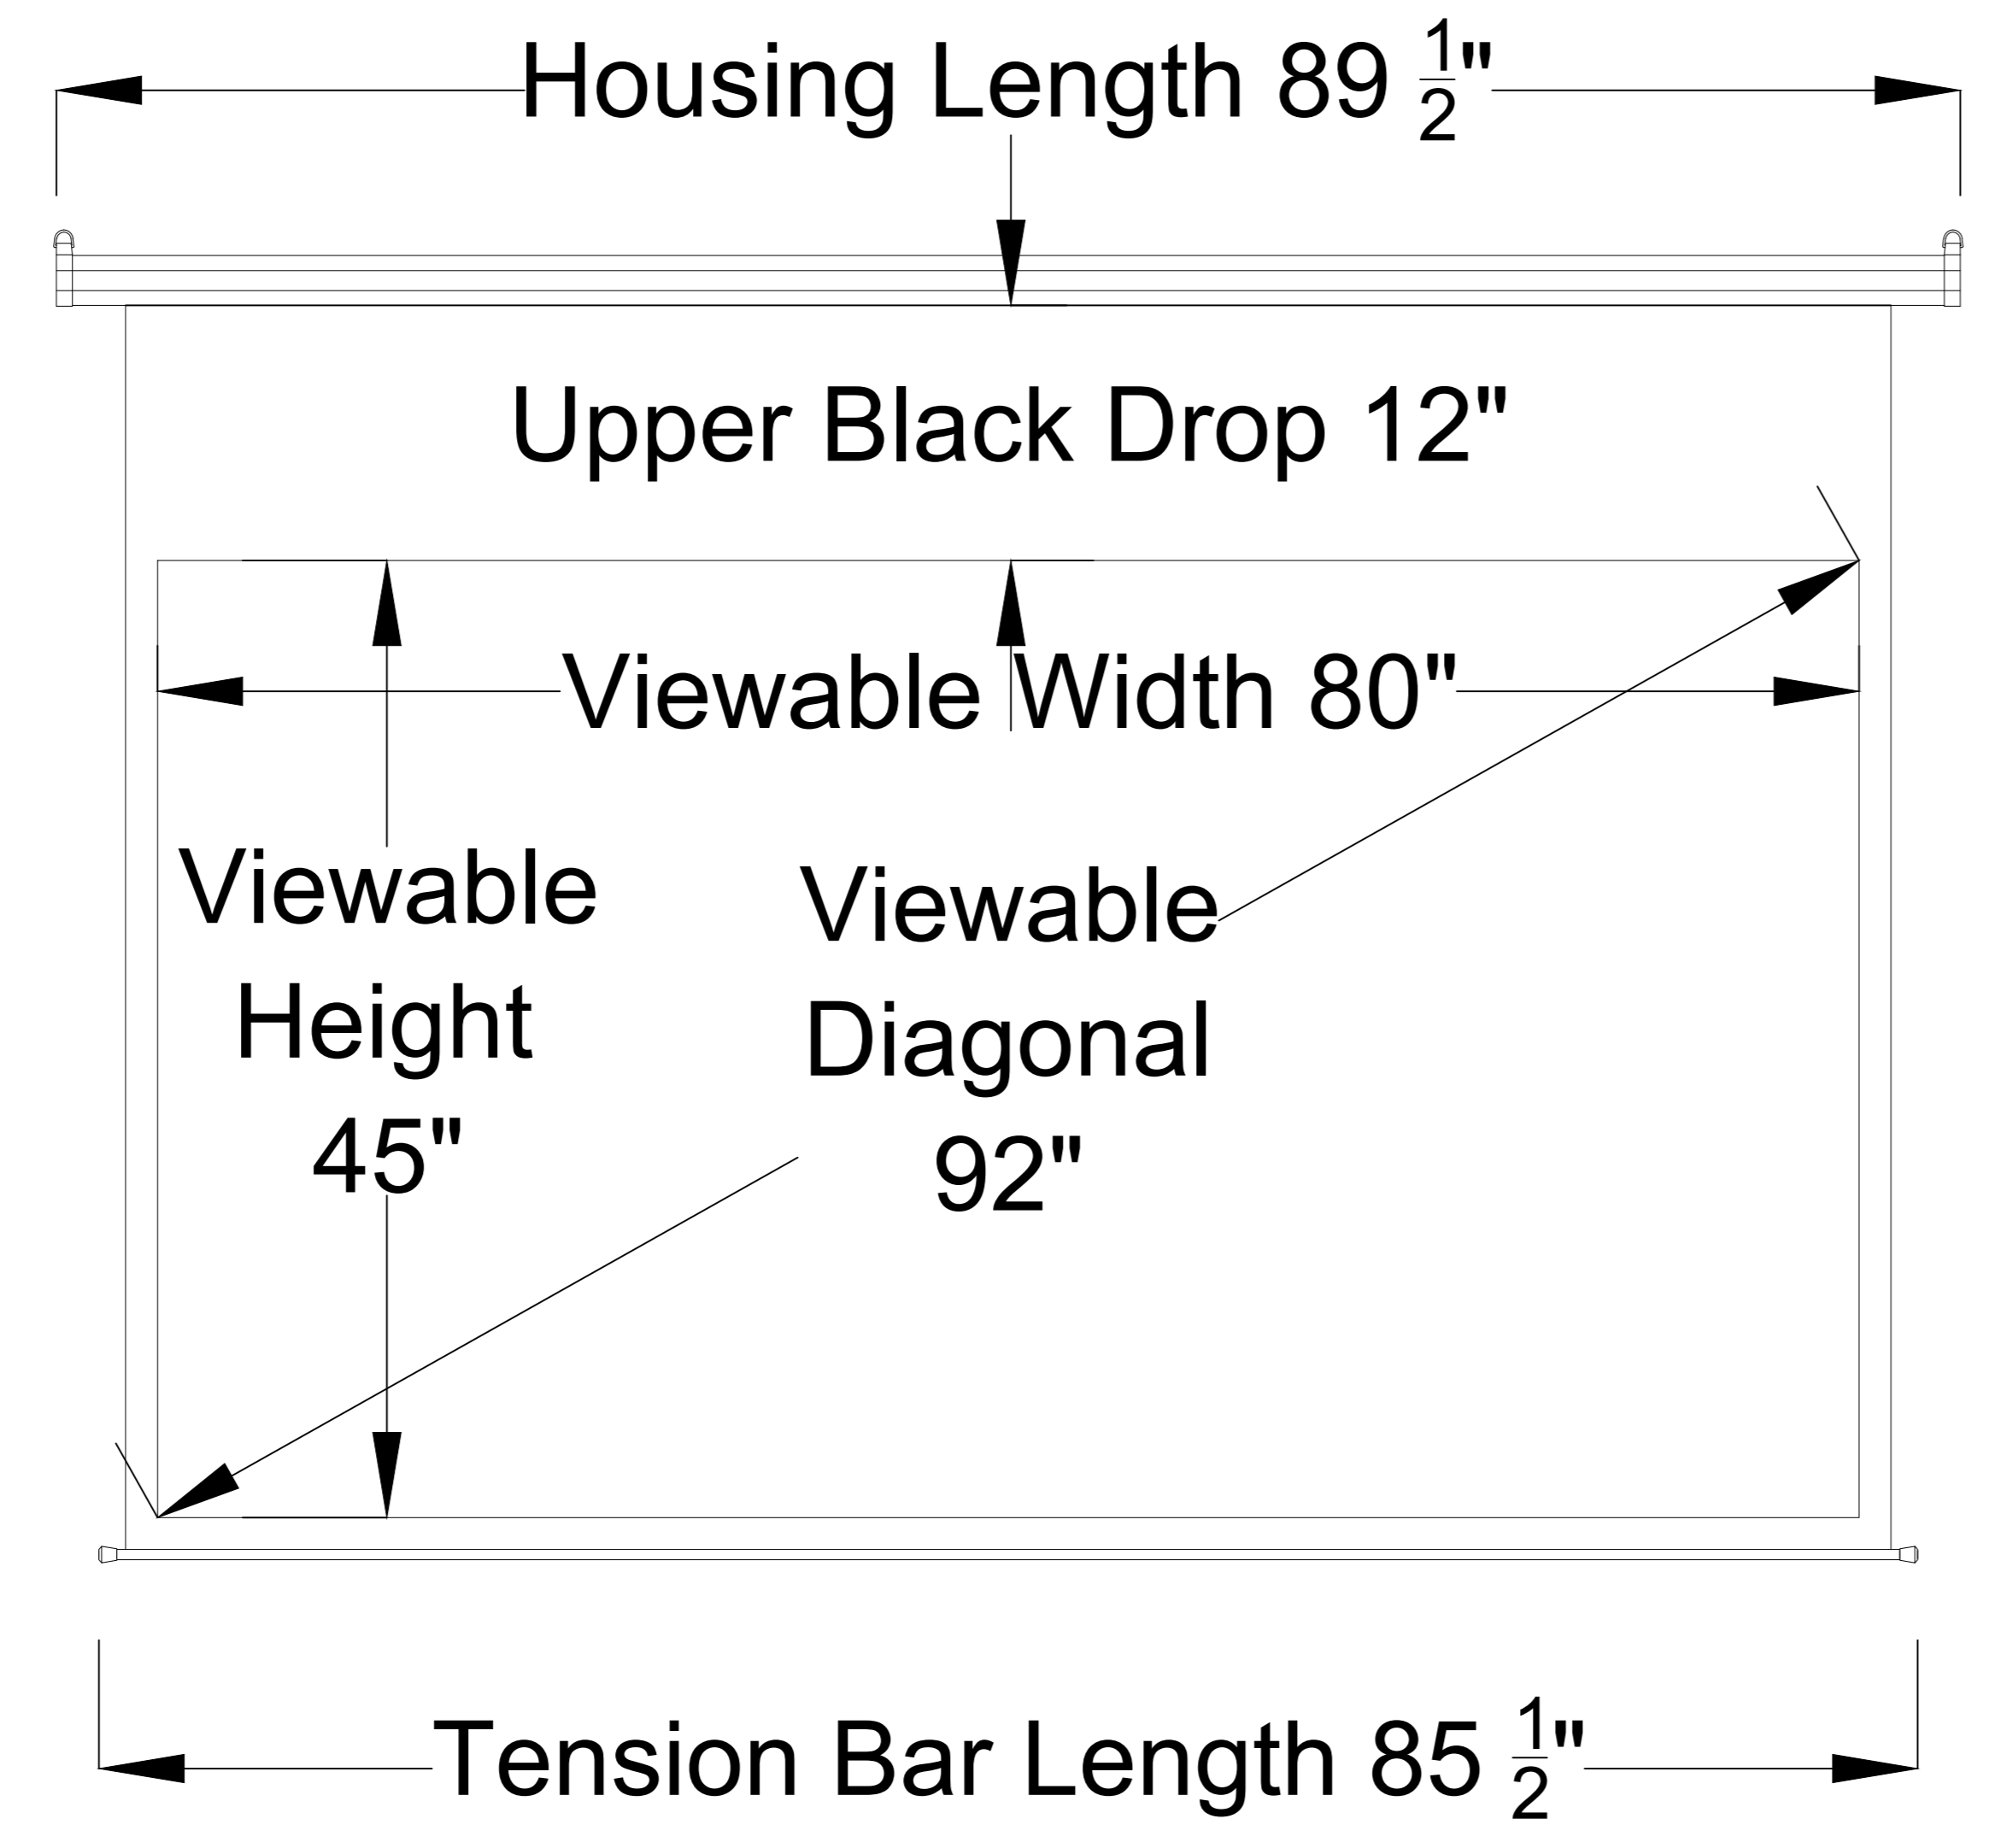 Housing Length 89 1/2"
Upper Black Drop 12"
Viewable Width 80"
Viewable
Height
45"
Viewable
Diagonal
92"
Tension Bar Length 85 1/2"